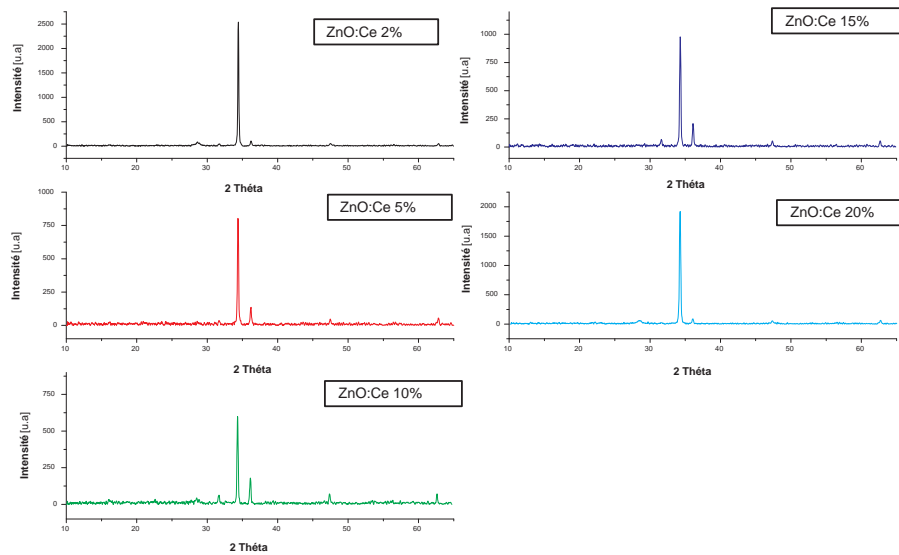 ZnO:Ce 2%
Intensité [u.a]
2500
2000
1500
1000
500
0
10 20 30 40 50 60
2 Théta
ZnO:Ce 5%
Intensité [u.a]
1000
750
500
250
0
10 20 30 40 50 60
2 Théta
ZnO:Ce 10%
Intensité [u.a]
750
500
250
0
10 20 30 40 50 60
2 Théta
ZnO:Ce 15%
Intensité [u.a]
1000
750
500
250
0
10 20 30 40 50 60
2 Théta
ZnO:Ce 20%
Intensité [u.a]
2000
1500
1000
500
0
10 20 30 40 50 60
2 Théta